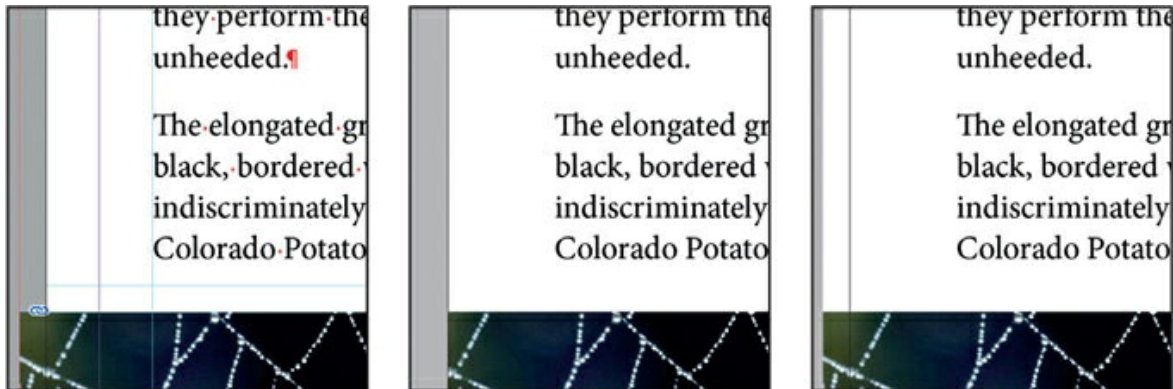 they perform the
unheeded.¶
The elongated gr
black, bordered
indiscriminately
Colorado Potato
they perform the
unheeded.
The elongated gr
black, bordered
indiscriminately
Colorado Potato
they perform the
unheeded.
The elongated gr
black, bordered
indiscriminately
Colorado Potato